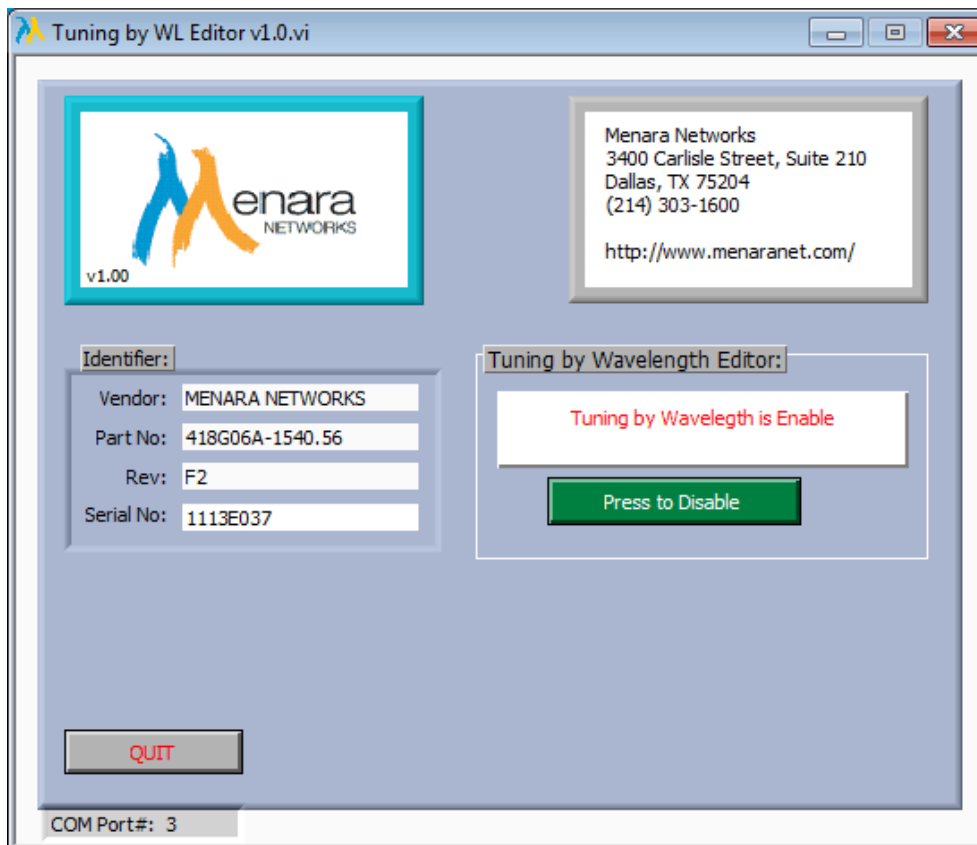 Tuning by WL Editor v1.0.vi
Menara
NETWORKS
v1.00
Menara Networks
3400 Carlisle Street, Suite 210
Dallas, TX 75204
(214) 303-1600
http://www.menaranet.com/
Identifier:
Vendor: MENARA NETWORKS
Part No: 418G06A-1540.56
Rev: F2
Serial No: 1113E037
Tuning by Wavelength Editor:
Tuning by Wavelegth is Enable
Press to Disable
QUIT
COM Port#: 3